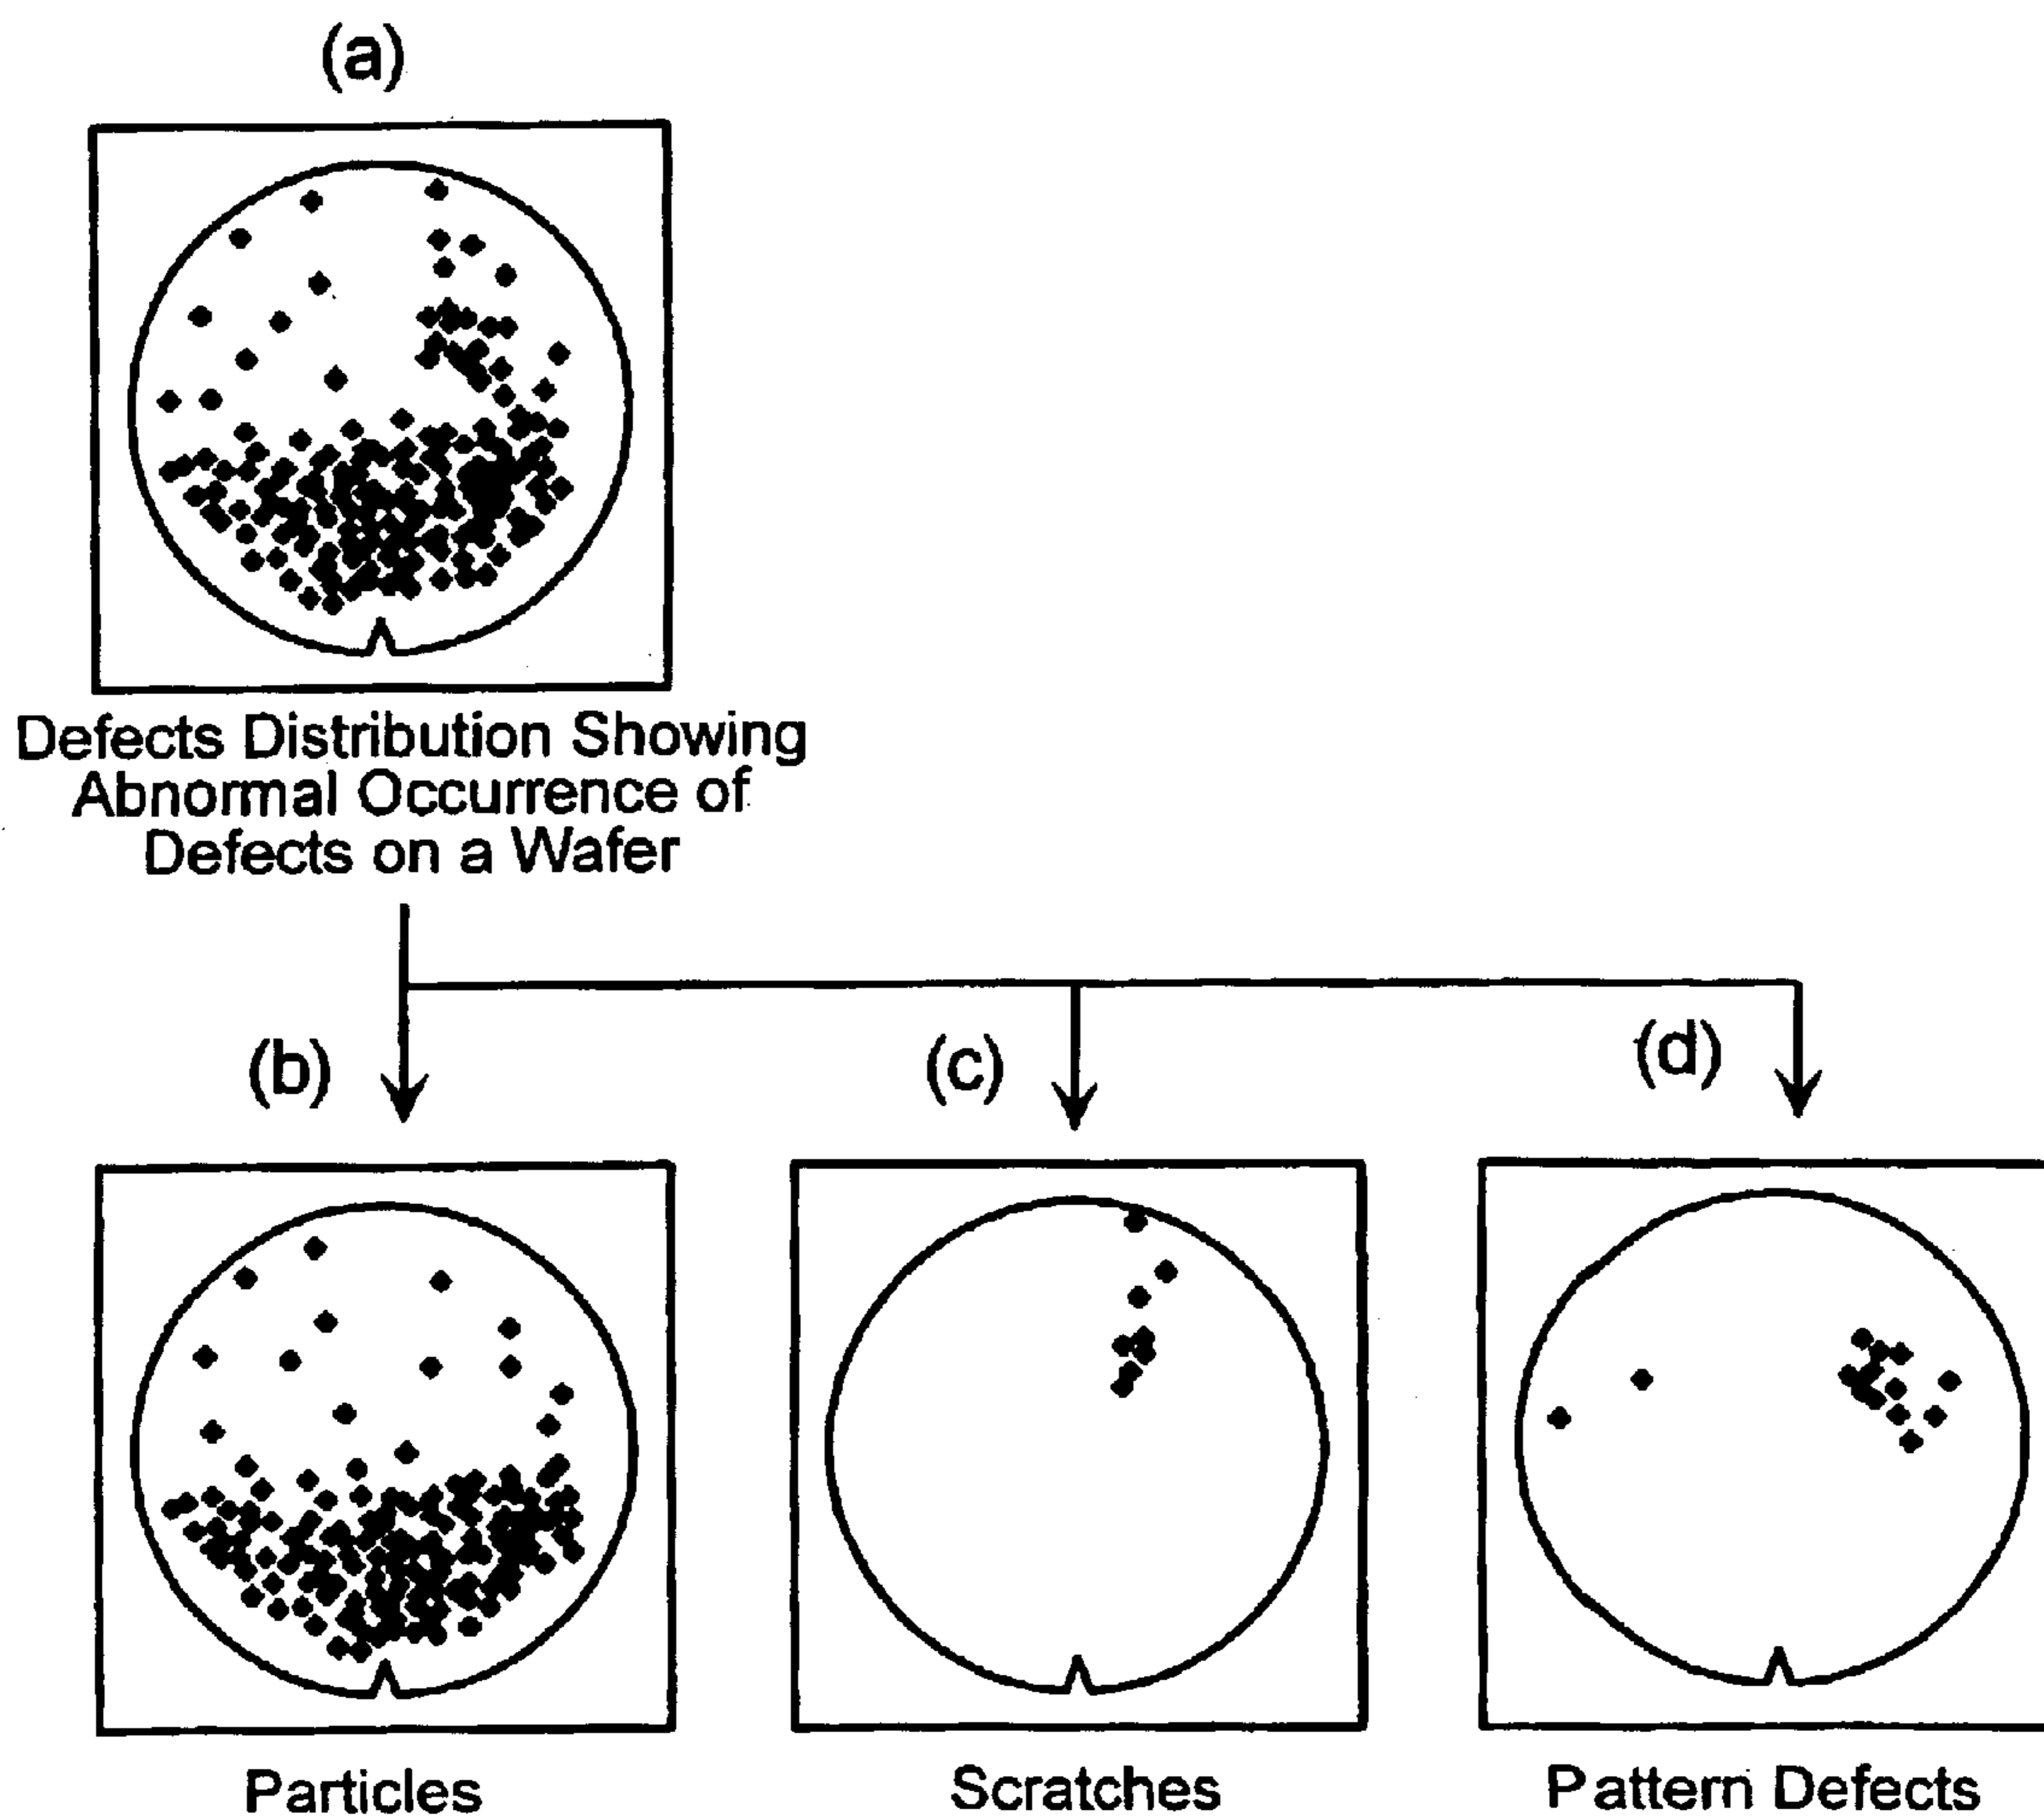 (a)
Defects Distribution Showing
Abnormal Occurrence of
Defects on a Wafer
(b)
(c)
(d)
Particles
Scratches
Pattern Defects